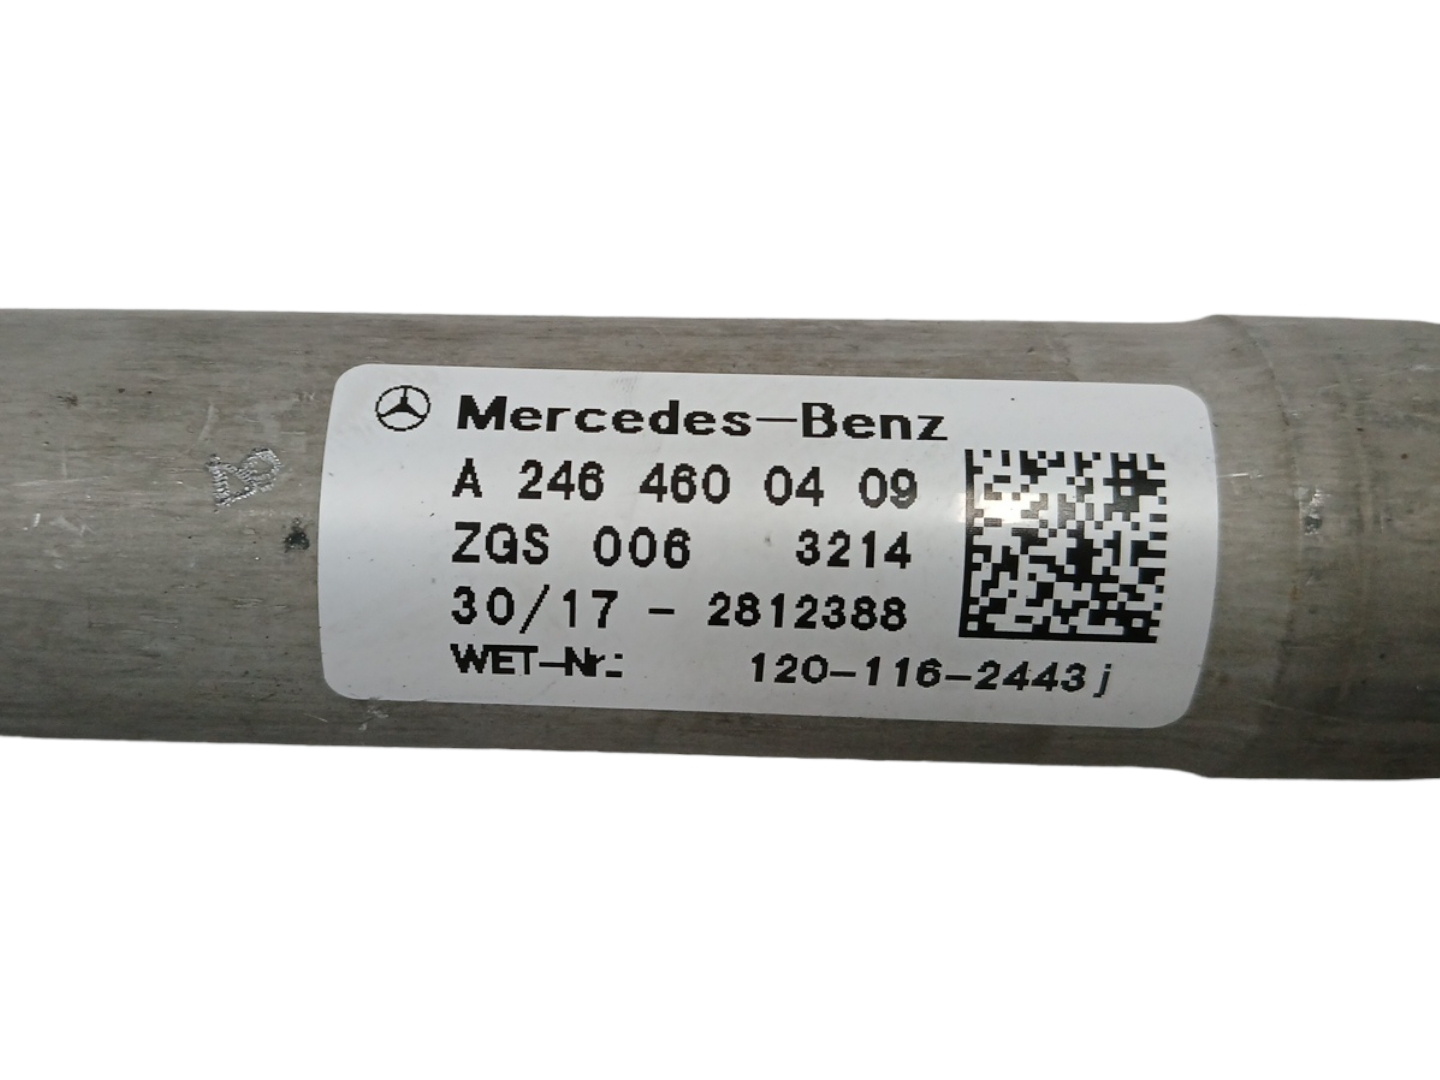 Mercedes-Benz
A 246 460 04 09
ZGS 006 3214
30/17 - 2812388
WET-Nr.: 120-116-2443j